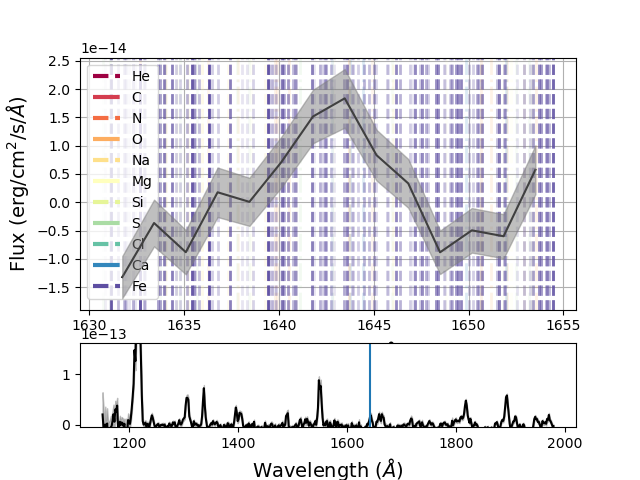 1e−14
2.5
2.0
1.5
1.0
0.5
0.0
−0.5
−1.0
−1.5
Flux (erg/cm²/s/Å)
He
C
N
O
Na
Mg
Si
S
Cl
Ca
Fe
1630 1635 1640 1645 1650 1655
1e−13
1
0
1200 1400 1600 1800 2000
Wavelength (Å)